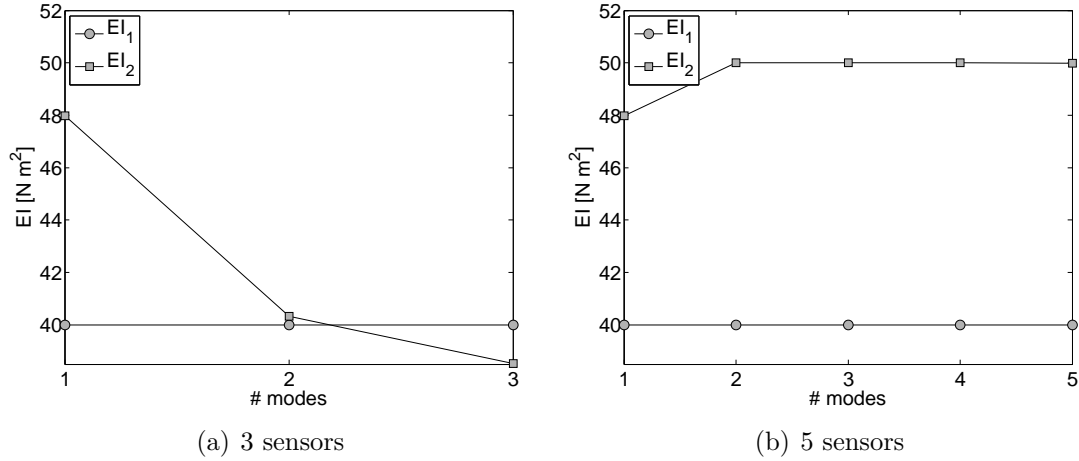 52
50
48
46
44
42
40
EI [N m²]
EI₁
EI₂
1
2
3
# modes
(a) 3 sensors
52
50
48
46
44
42
40
EI [N m²]
EI₁
EI₂
1
2
3
4
5
# modes
(b) 5 sensors